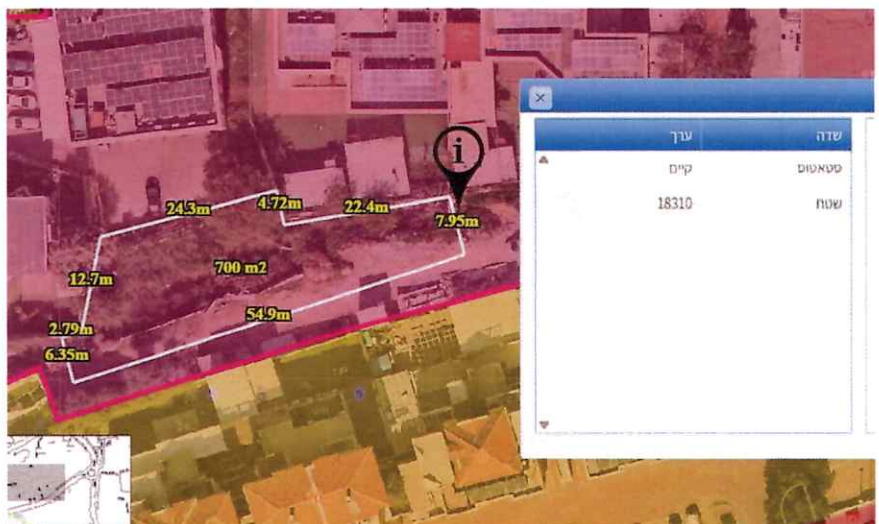 שדה ערך
סטאטוס קיים
שטח 18310
i
24.3m
4.72m
22.4m
7.95m
12.7m
700 m2
54.9m
2.79m
6.35m